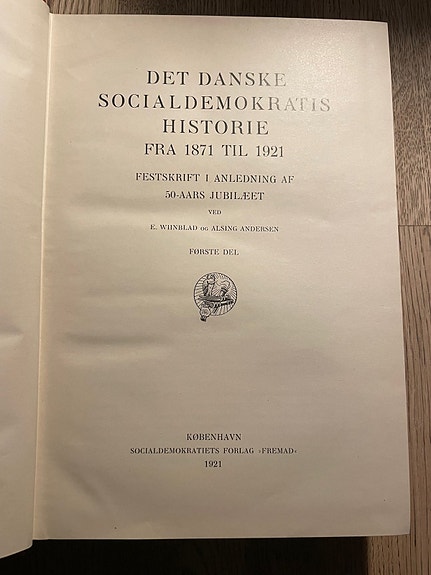 DET DANSKE
SOCIALDEMOKRATIS
HISTORIE
FRA 1871 TIL 1921
FESTSKRIFT I ANLEDNING AF
50-AARS JUBILÆET
VED
E. WIINBLAD OG ALSING ANDERSEN
FØRSTE DEL
KØBENHAVN
SOCIALDEMOKRATIETS FORLAG ›FREMAD‹
1921